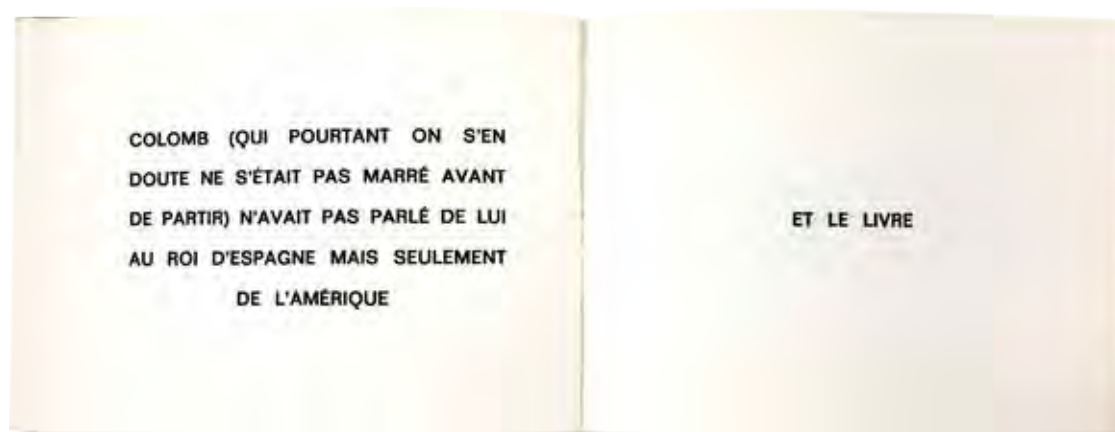 COLOMB (QUI POURTANT ON S'EN
DOUTE NE S'ÉTAIT PAS MARRÉ AVANT
DE PARTIR) N'AVAIT PAS PARLÉ DE LUI
AU ROI D'ESPAGNE MAIS SEULEMENT
DE L'AMÉRIQUE
ET LE LIVRE